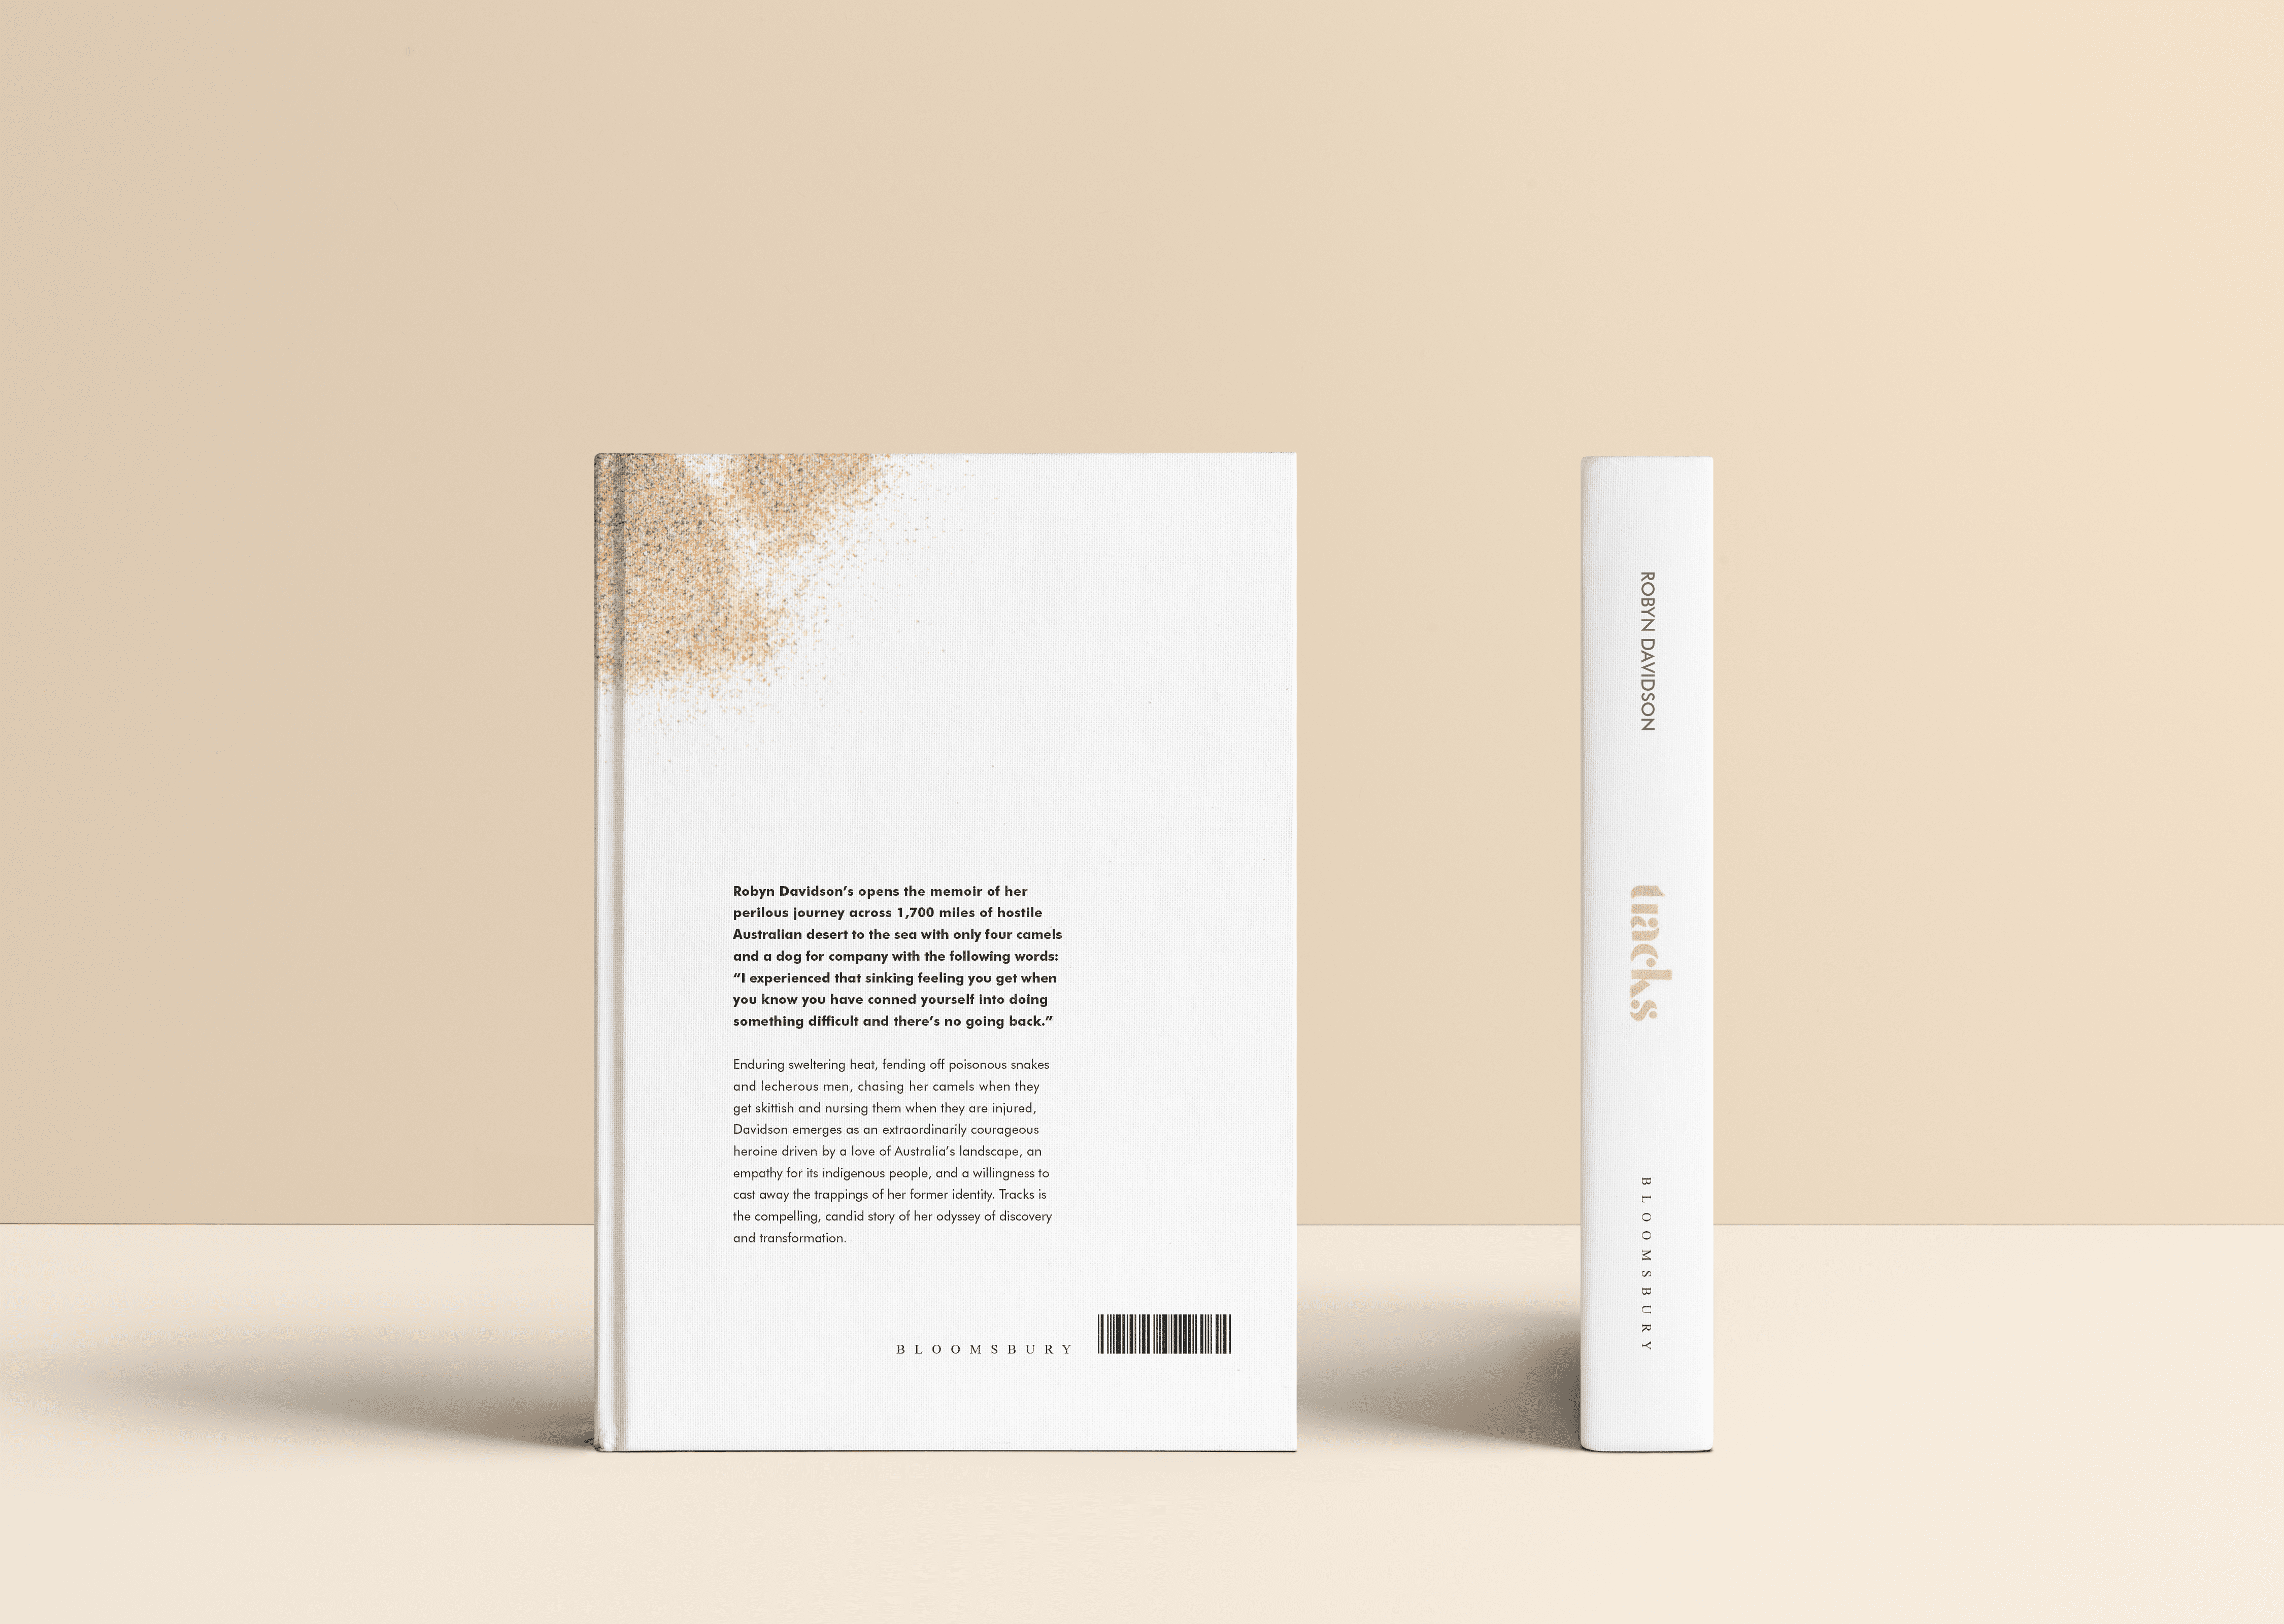 Robyn Davidson’s opens the memoir of her
perilous journey across 1,700 miles of hostile
Australian desert to the sea with only four camels
and a dog for company with the following words:
“I experienced that sinking feeling you get when
you know you have conned yourself into doing
something difficult and there’s no going back.”
Enduring sweltering heat, fending off poisonous snakes
and lecherous men, chasing her camels when they
get skittish and nursing them when they are injured,
Davidson emerges as an extraordinarily courageous
heroine driven by a love of Australia’s landscape, an
empathy for its indigenous people, and a willingness to
cast away the trappings of her former identity. Tracks is
the compelling, candid story of her odyssey of discovery
and transformation.
BLOOMSBURY
ROBYN DAVIDSON
tracks
BLOOMSBURY